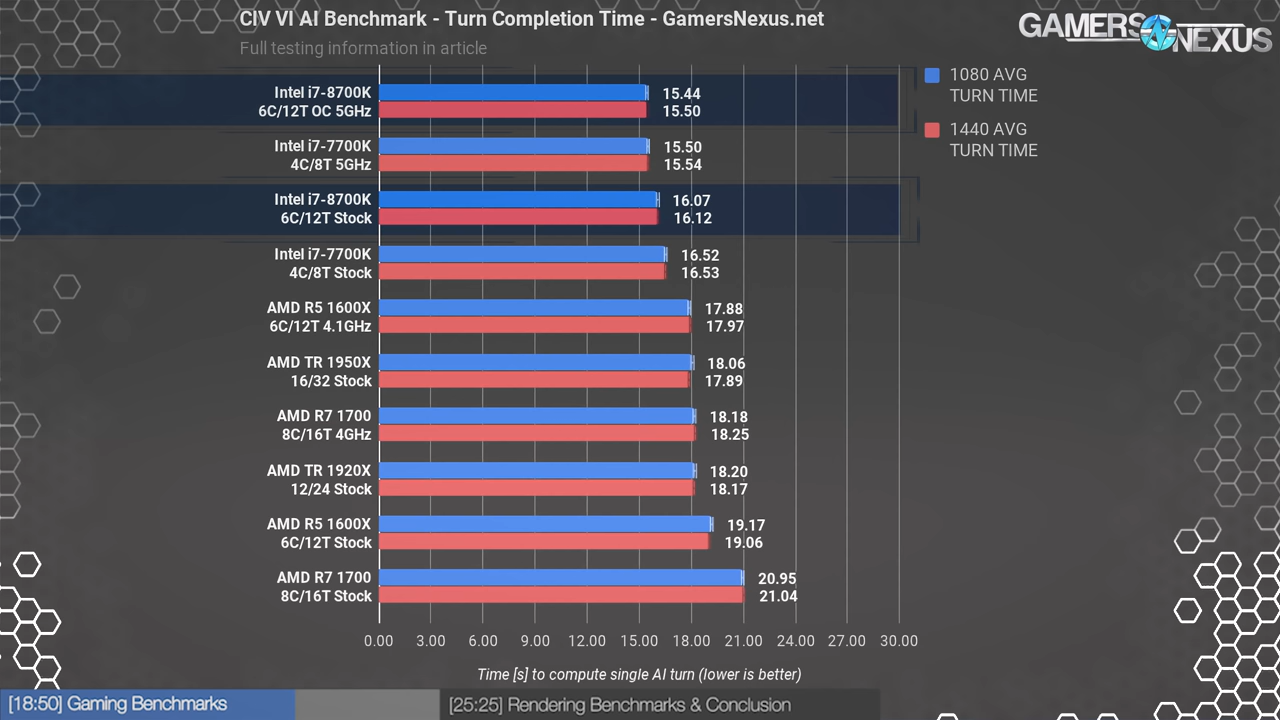 CIV VI AI Benchmark - Turn Completion Time - GamersNexus.net
Full testing information in article
GAMERS NEXUS
1080 AVG
TURN TIME
1440 AVG
TURN TIME
Intel i7-8700K
6C/12T OC 5GHz
15.44
15.50
Intel i7-7700K
4C/8T 5GHz
15.50
15.54
Intel i7-8700K
6C/12T Stock
16.07
16.12
Intel i7-7700K
4C/8T Stock
16.52
16.53
AMD R5 1600X
6C/12T 4.1GHz
17.88
17.97
AMD TR 1950X
16/32 Stock
18.06
17.89
AMD R7 1700
8C/16T 4GHz
18.18
18.25
AMD TR 1920X
12/24 Stock
18.20
18.17
AMD R5 1600X
6C/12T Stock
19.17
19.06
AMD R7 1700
8C/16T Stock
20.95
21.04
0.00 3.00 6.00 9.00 12.00 15.00 18.00 21.00 24.00 27.00 30.00
Time [s] to compute single AI turn (lower is better)
[18:50] Gaming Benchmarks
[25:25] Rendering Benchmarks & Conclusion